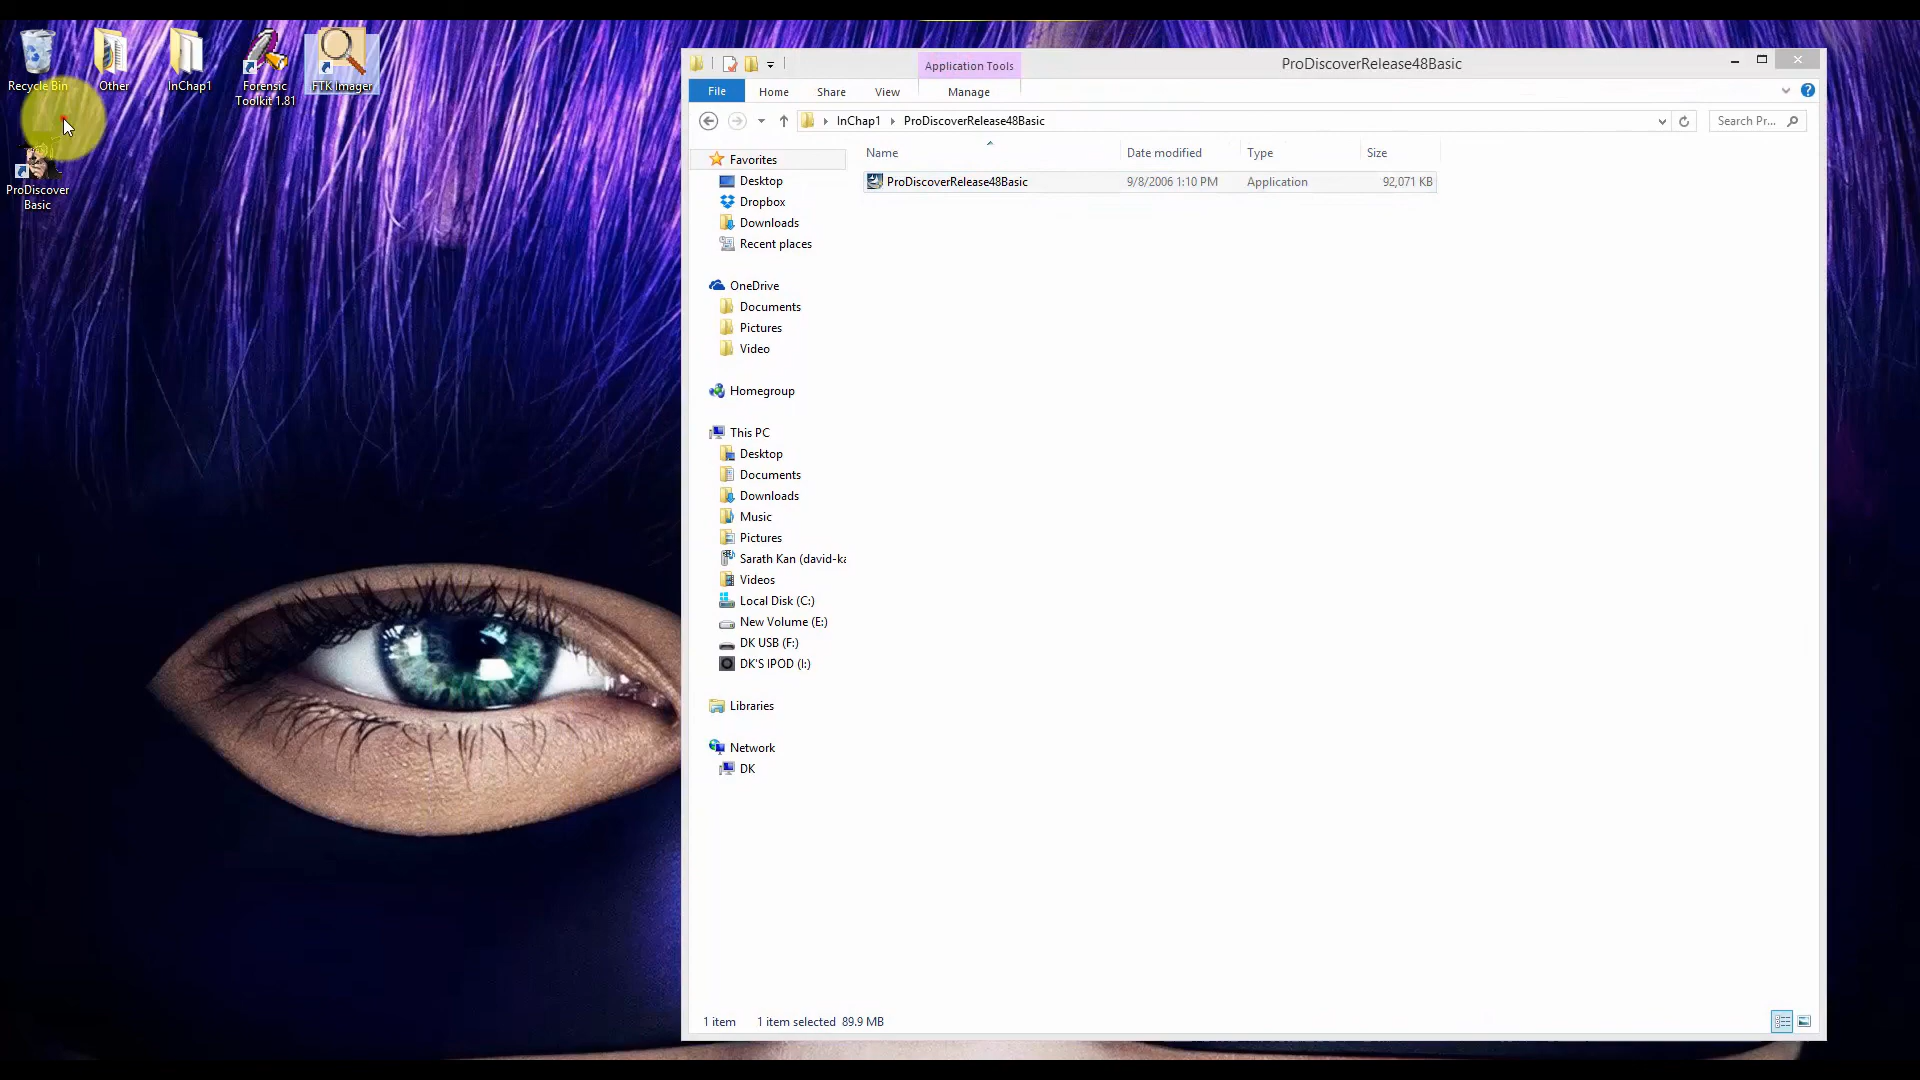 Recycle Bin
Other
InChap1
Forensic
Toolkit 1.81
FTK Imager
ProDiscover
Basic
Application Tools
ProDiscoverRelease48Basic
File
Home
Share
View
Manage
InChap1
ProDiscoverRelease48Basic
Search Pr...
Name
Date modified
Type
Size
ProDiscoverRelease48Basic
9/8/2006 1:10 PM
Application
92,071 KB
Favorites
Desktop
Dropbox
Downloads
Recent places
OneDrive
Documents
Pictures
Video
Homegroup
This PC
Desktop
Documents
Downloads
Music
Pictures
Sarath Kan (david-ka
Videos
Local Disk (C:)
New Volume (E:)
DK USB (F:)
DK'S IPOD (I:)
Libraries
Network
DK
1 item
1 item selected 89.9 MB